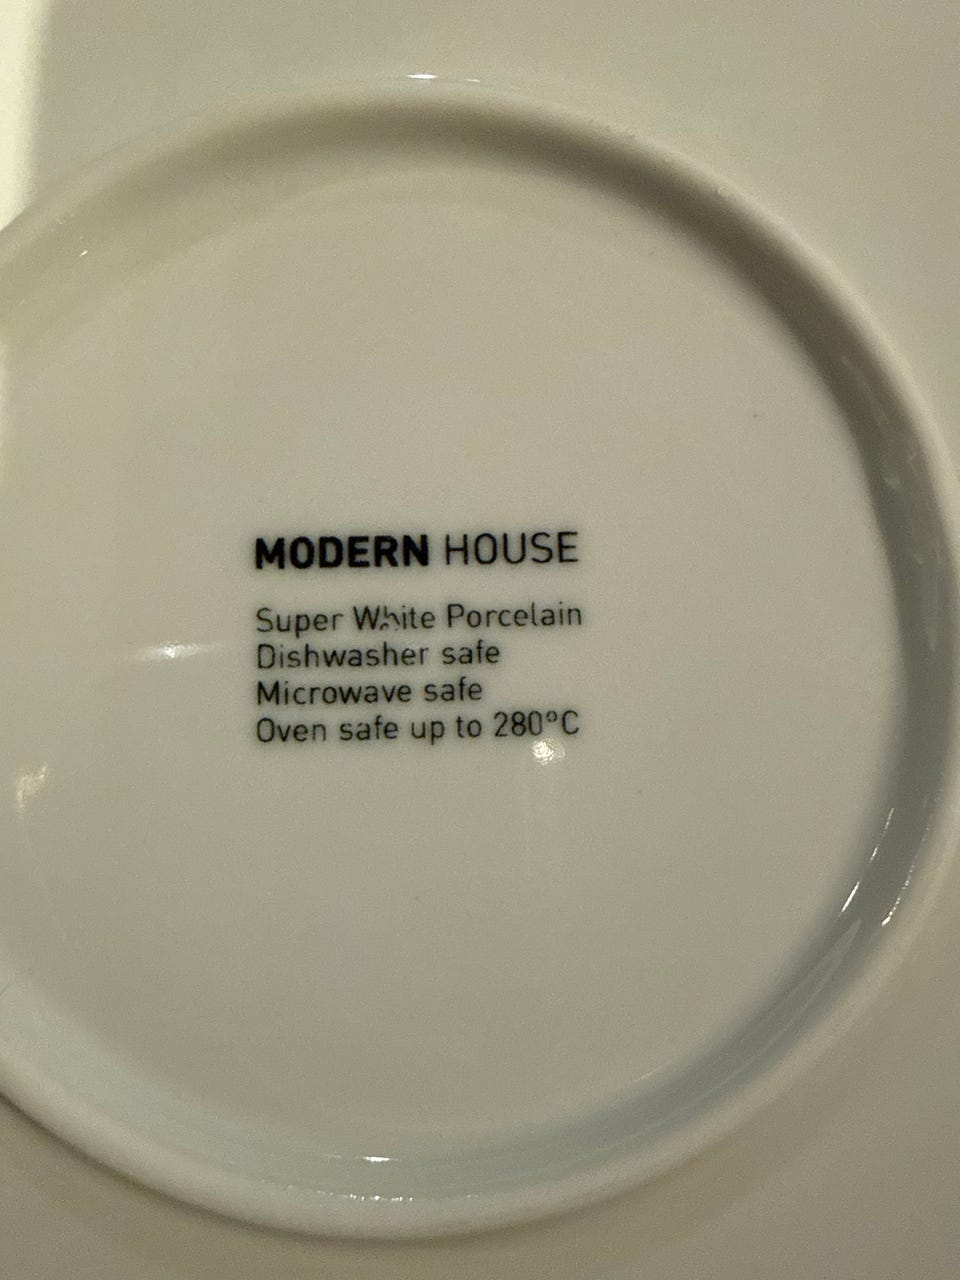 MODERN HOUSE
Super White Porcelain
Dishwasher safe
Microwave safe
Oven safe up to 280°C